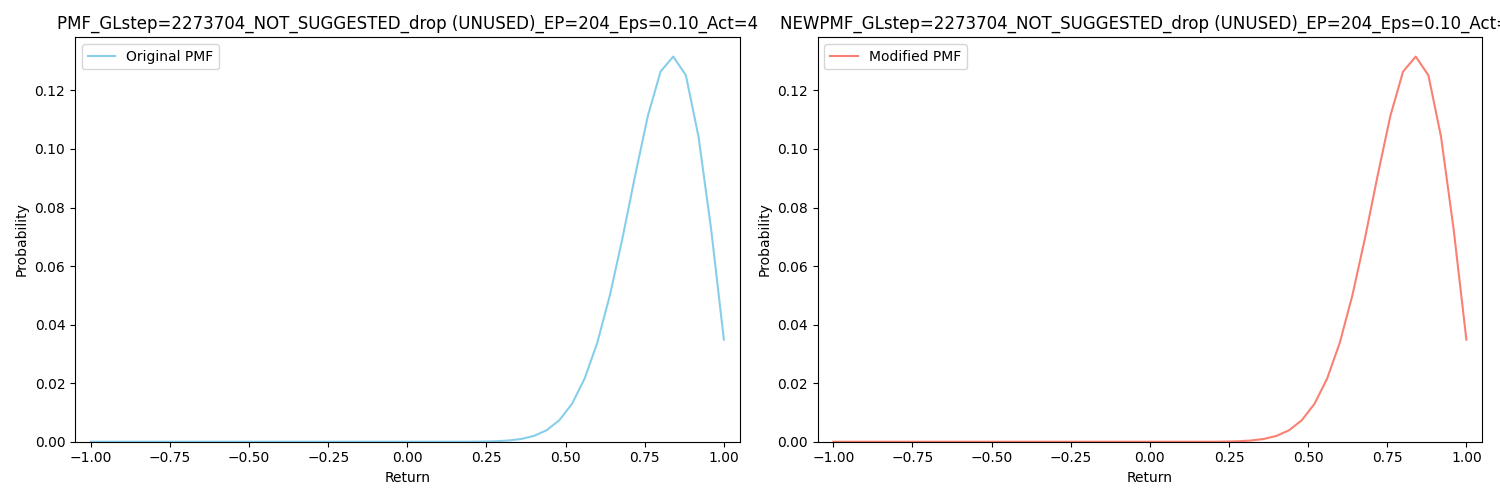 PMF_GLstep=2273704_NOT_SUGGESTED_drop (UNUSED)_EP=204_Eps=0.10_Act=4
Original PMF
0.12
0.10
0.08
0.06
0.04
0.02
0.00
Probability
−1.00 −0.75 −0.50 −0.25 0.00 0.25 0.50 0.75 1.00
Return
NEWPMF_GLstep=2273704_NOT_SUGGESTED_drop (UNUSED)_EP=204_Eps=0.10_Act=
Modified PMF
0.12
0.10
0.08
0.06
0.04
0.02
0.00
Probability
−1.00 −0.75 −0.50 −0.25 0.00 0.25 0.50 0.75 1.00
Return